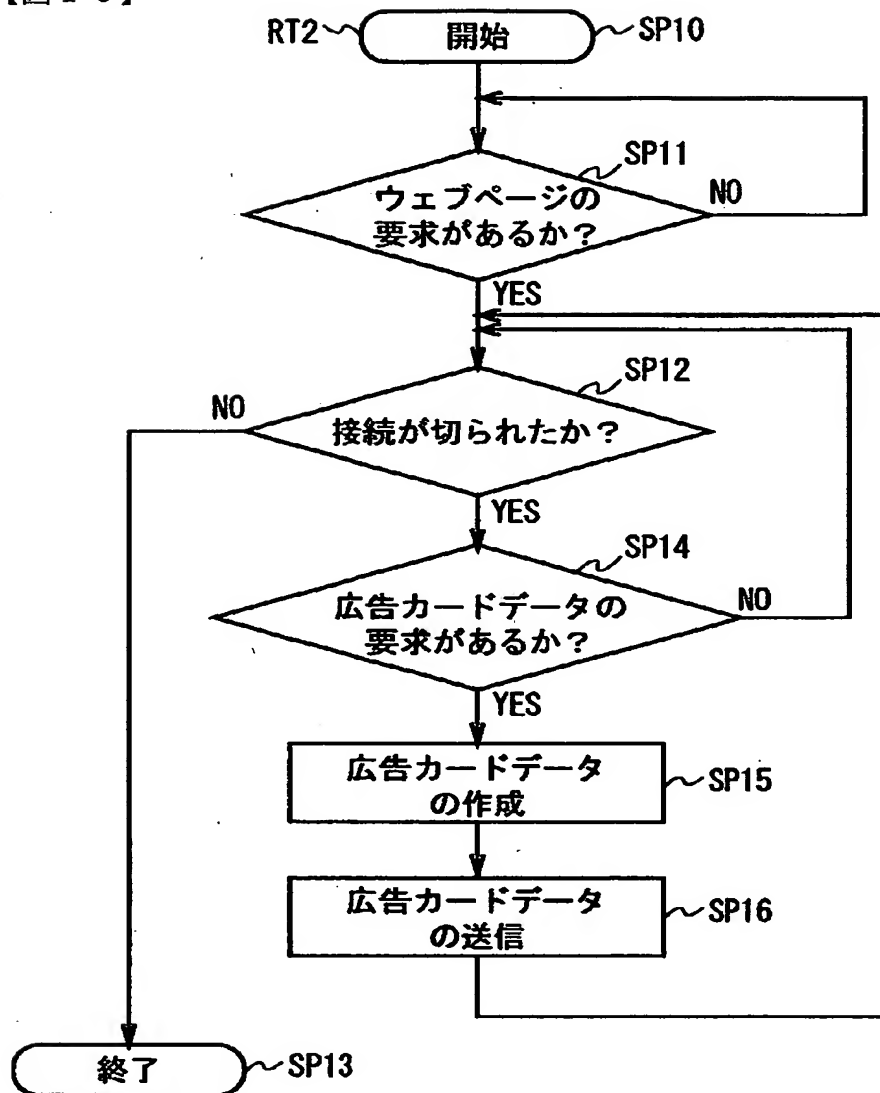 RT2 開始 SP10
SP11
ウェブページの
要求があるか?
NO
YES
SP12
NO
接続が切られたか?
YES
SP14
広告カードデータの
要求があるか?
NO
YES
広告カードデータ
の作成
SP15
広告カードデータ
の送信
SP16
終了 SP13